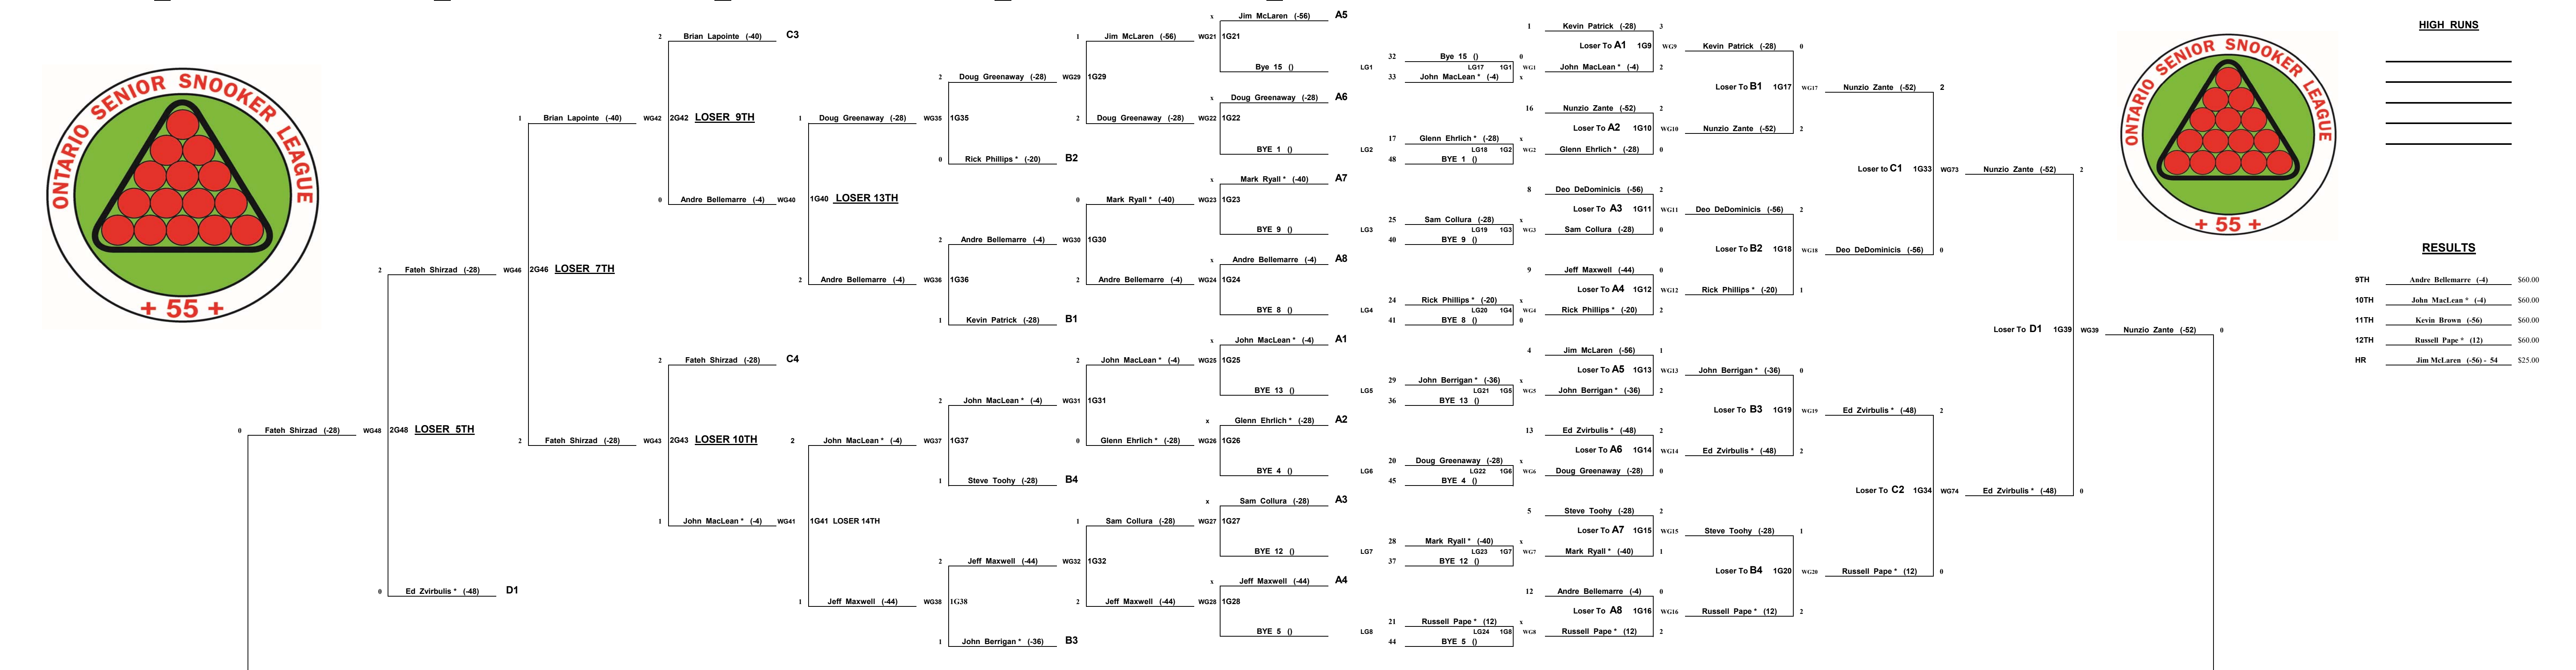 ONTARIO SENIOR SNOOKER LEAGUE
+ 55 +
0 Fateh Shirzad (-28) WG48
2 Fateh Shirzad (-28) WG46
2G48 LOSER 5TH
0 Ed Zvirbulis * (-48) D1
1 Brian Lapointe (-40) WG42
2G46 LOSER 7TH
2 Fateh Shirzad (-28) WG43
2 Brian Lapointe (-40) C3
2G42 LOSER 9TH
0 Andre Bellemarre (-4) WG40
2 Fateh Shirzad (-28) C4
2G43 LOSER 10TH
1 John MacLean * (-4) WG41
1 Doug Greenaway (-28) WG35
1G40 LOSER 13TH
2 Andre Bellemarre (-4) WG36
2 John MacLean * (-4) WG37
1G41 LOSER 14TH
1 Jeff Maxwell (-44) WG38
2 Doug Greenaway (-28) WG29
1G35
0 Rick Phillips * (-20) B2
2 Andre Bellemarre (-4) WG30
1G36
1 Kevin Patrick (-28) B1
2 John MacLean * (-4) WG31
1G37
1 Steve Toohy (-28) B4
2 Jeff Maxwell (-44) WG32
1G38
1 John Berrigan * (-36) B3
1 Jim McLaren (-56) WG21
1G29
2 Doug Greenaway (-28) WG22
0 Mark Ryall * (-40) WG23
1G30
2 Andre Bellemarre (-4) WG24
2 John MacLean * (-4) WG25
1G31
0 Glenn Ehrlich * (-28) WG26
1 Sam Collura (-28) WG27
1G32
2 Jeff Maxwell (-44) WG28
x Jim McLaren (-56) A5
1G21
Bye 15 () LG1
x Doug Greenaway (-28) A6
1G22
BYE 1 () LG2
x Mark Ryall * (-40) A7
1G23
BYE 9 () LG3
x Andre Bellemarre (-4) A8
1G24
BYE 8 () LG4
x John MacLean * (-4) A1
1G25
BYE 13 () LG5
x Glenn Ehrlich * (-28) A2
1G26
BYE 4 () LG6
x Sam Collura (-28) A3
1G27
BYE 12 () LG7
x Jeff Maxwell (-44) A4
1G28
BYE 5 () LG8
32 Bye 15 () 0
LG17 1G1 WG1
33 John MacLean * (-4) x
17 Glenn Ehrlich * (-28) x
LG18 1G2 WG2
48 BYE 1 ()
25 Sam Collura (-28) x
LG19 1G3 WG3
40 BYE 9 ()
24 Rick Phillips * (-20) x
LG20 1G4 WG4
41 BYE 8 () 0
29 John Berrigan * (-36) x
LG21 1G5 WG5
36 BYE 13 ()
20 Doug Greenaway (-28) x
LG22 1G6 WG6
45 BYE 4 ()
28 Mark Ryall * (-40) x
LG23 1G7 WG7
37 BYE 12 ()
21 Russell Pape * (12) x
LG24 1G8 WG8
44 BYE 5 ()
1 Kevin Patrick (-28) 3
Loser To A1 1G9 WG9
John MacLean * (-4) 2
16 Nunzio Zante (-52) 2
Loser To A2 1G10 WG10
Glenn Ehrlich * (-28) 0
8 Deo DeDominicis (-56) 2
Loser To A3 1G11 WG11
Sam Collura (-28) 0
9 Jeff Maxwell (-44) 0
Loser To A4 1G12 WG12
Rick Phillips * (-20) 2
4 Jim McLaren (-56) 1
Loser To A5 1G13 WG13
John Berrigan * (-36) 2
13 Ed Zvirbulis * (-48) 2
Loser To A6 1G14 WG14
Doug Greenaway (-28) 0
5 Steve Toohy (-28) 2
Loser To A7 1G15 WG15
Mark Ryall * (-40) 1
12 Andre Bellemarre (-4) 0
Loser To A8 1G16 WG16
Russell Pape * (12) 2
Kevin Patrick (-28) 0
Loser To B1 1G17 WG17
Nunzio Zante (-52) 2
Deo DeDominicis (-56) 2
Loser To B2 1G18 WG18
Rick Phillips * (-20) 1
John Berrigan * (-36) 0
Loser To B3 1G19 WG19
Ed Zvirbulis * (-48) 2
Steve Toohy (-28) 1
Loser To B4 1G20 WG20
Russell Pape * (12) 2
Nunzio Zante (-52) 2
Loser to C1 1G33 WG73
Deo DeDominicis (-56) 0
Ed Zvirbulis * (-48) 2
Loser To C2 1G34 WG74
Russell Pape * (12) 0
Nunzio Zante (-52) 2
Loser To D1 1G39 WG39
Ed Zvirbulis * (-48) 0
Nunzio Zante (-52) 0
ONTARIO SENIOR SNOOKER LEAGUE
+ 55 +
HIGH RUNS
RESULTS
9TH Andre Bellemarre (-4) $60.00
10TH John MacLean * (-4) $60.00
11TH Kevin Brown (-56) $60.00
12TH Russell Pape * (12) $60.00
HR Jim McLaren (-56) - 54 $25.00